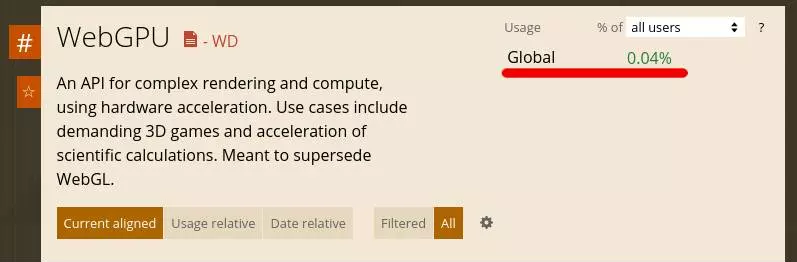 #
WebGPU - WD
Usage % of all users ?
Global 0.04%
☆
An API for complex rendering and compute,
using hardware acceleration. Use cases include
demanding 3D games and acceleration of
scientific calculations. Meant to supersede
WebGL.
Current aligned Usage relative Date relative Filtered All